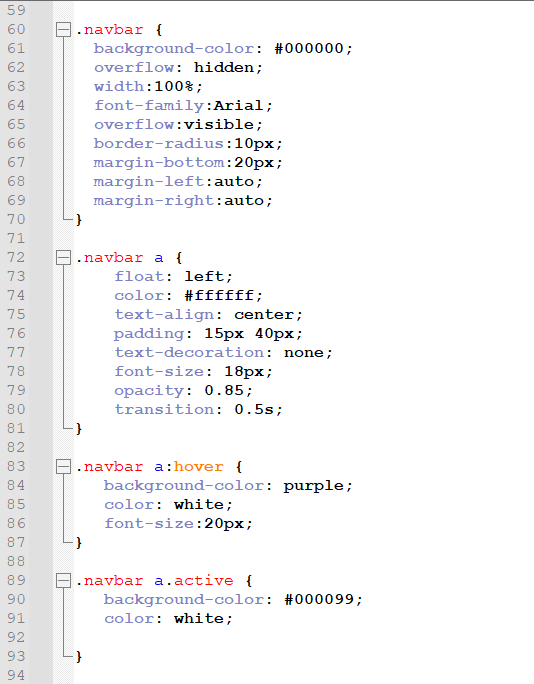 59
60 .navbar {
61 background-color: #000000;
62 overflow: hidden;
63 width:100%;
64 font-family:Arial;
65 overflow:visible;
66 border-radius:10px;
67 margin-bottom:20px;
68 margin-left:auto;
69 margin-right:auto;
70 }
71
72 .navbar a {
73 float: left;
74 color: #ffffff;
75 text-align: center;
76 padding: 15px 40px;
77 text-decoration: none;
78 font-size: 18px;
79 opacity: 0.85;
80 transition: 0.5s;
81 }
82
83 .navbar a:hover {
84 background-color: purple;
85 color: white;
86 font-size:20px;
87 }
88
89 .navbar a.active {
90 background-color: #000099;
91 color: white;
92
93 }
94